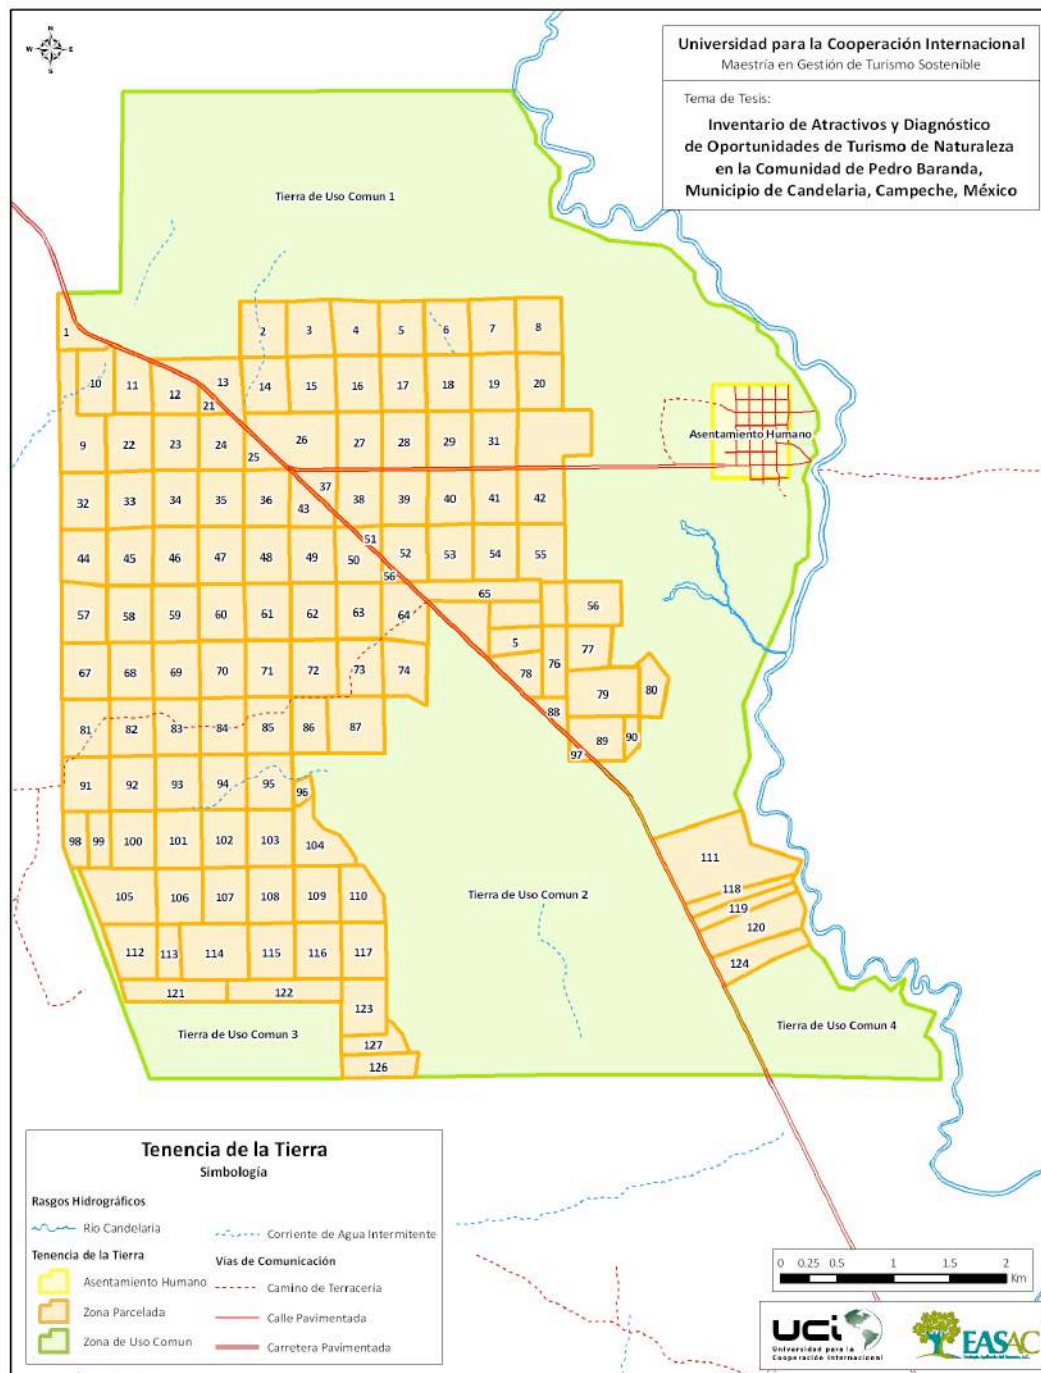 N
W E
S
Universidad para la Cooperación Internacional
Maestría en Gestión de Turismo Sostenible
Tema de Tesis:
Inventario de Atractivos y Diagnóstico
de Oportunidades de Turismo de Naturaleza
en la Comunidad de Pedro Baranda,
Municipio de Candelaria, Campeche, México
Tierra de Uso Comun 1
1 2 3 4 5 6 7 8
10 11 12 13 14 15 16 17 18 19 20
21
9 22 23 24 25 26 27 28 29 31
Asentamiento Humano
32 33 34 35 36 43 37 38 39 40 41 42
51
44 45 46 47 48 49 50 52 53 54 55
56
65
57 58 59 60 61 62 63 64 56
5 77
67 68 69 70 71 72 73 74 78 76
79 80
81 82 83 84 85 86 87 88
89 90
97
91 92 93 94 95 96
98 99 100 101 102 103 104
111
105 106 107 108 109 110
Tierra de Uso Comun 2
118
119
120
112 113 114 115 116 117
124
121 122 123
Tierra de Uso Comun 3
Tierra de Uso Comun 4
127
126
Tenencia de la Tierra
Simbología
Rasgos Hidrográficos
Río Candelaria
Corriente de Agua Intermitente
Tenencia de la Tierra
Asentamiento Humano
Zona Parcelada
Zona de Uso Comun
Vías de Comunicación
Camino de Terracería
Calle Pavimentada
Carretera Pavimentada
0 0.25 0.5 1 1.5 2
Km
UCi
Universidad para la
Cooperación Internacional
EASAC